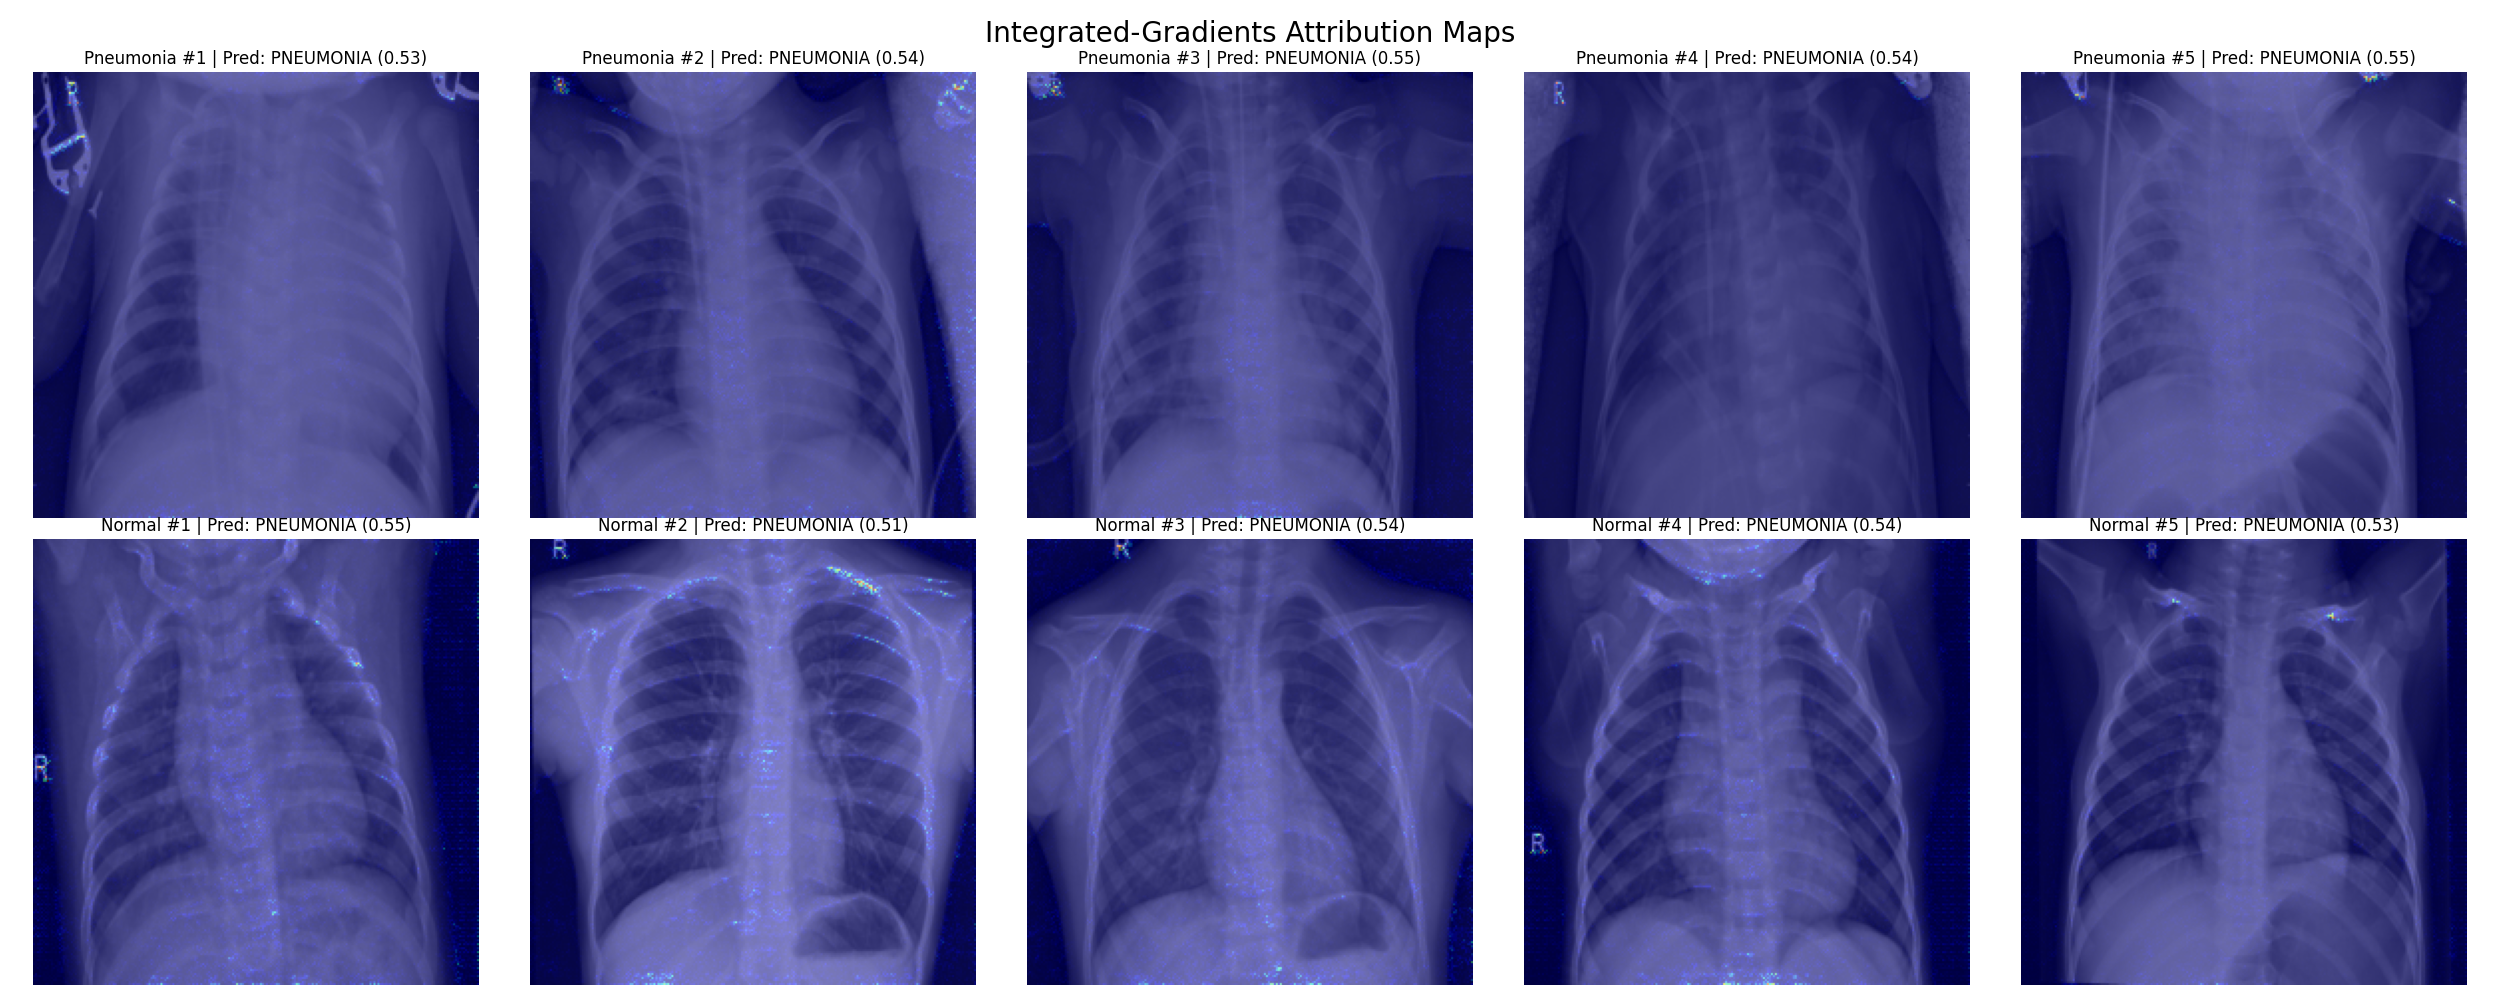 Integrated-Gradients Attribution Maps
Pneumonia #1 | Pred: PNEUMONIA (0.53)
Pneumonia #2 | Pred: PNEUMONIA (0.54)
Pneumonia #3 | Pred: PNEUMONIA (0.55)
Pneumonia #4 | Pred: PNEUMONIA (0.54)
Pneumonia #5 | Pred: PNEUMONIA (0.55)
R
R
R
Normal #1 | Pred: PNEUMONIA (0.55)
Normal #2 | Pred: PNEUMONIA (0.51)
Normal #3 | Pred: PNEUMONIA (0.54)
Normal #4 | Pred: PNEUMONIA (0.54)
Normal #5 | Pred: PNEUMONIA (0.53)
R
R
R
R
R